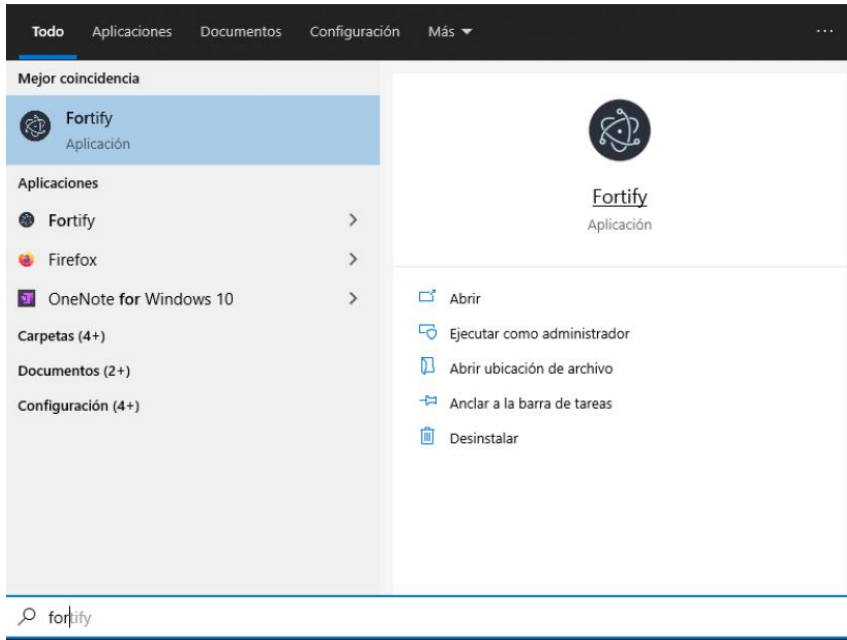 Todo Aplicaciones Documentos Configuración Más ...
Mejor coincidencia
Fortify
Aplicación
Aplicaciones
Fortify
Firefox
OneNote for Windows 10
Carpetas (4+)
Documentos (2+)
Configuración (4+)
Fortify
Aplicación
Abrir
Ejecutar como administrador
Abrir ubicación de archivo
Anclar a la barra de tareas
Desinstalar
fortify